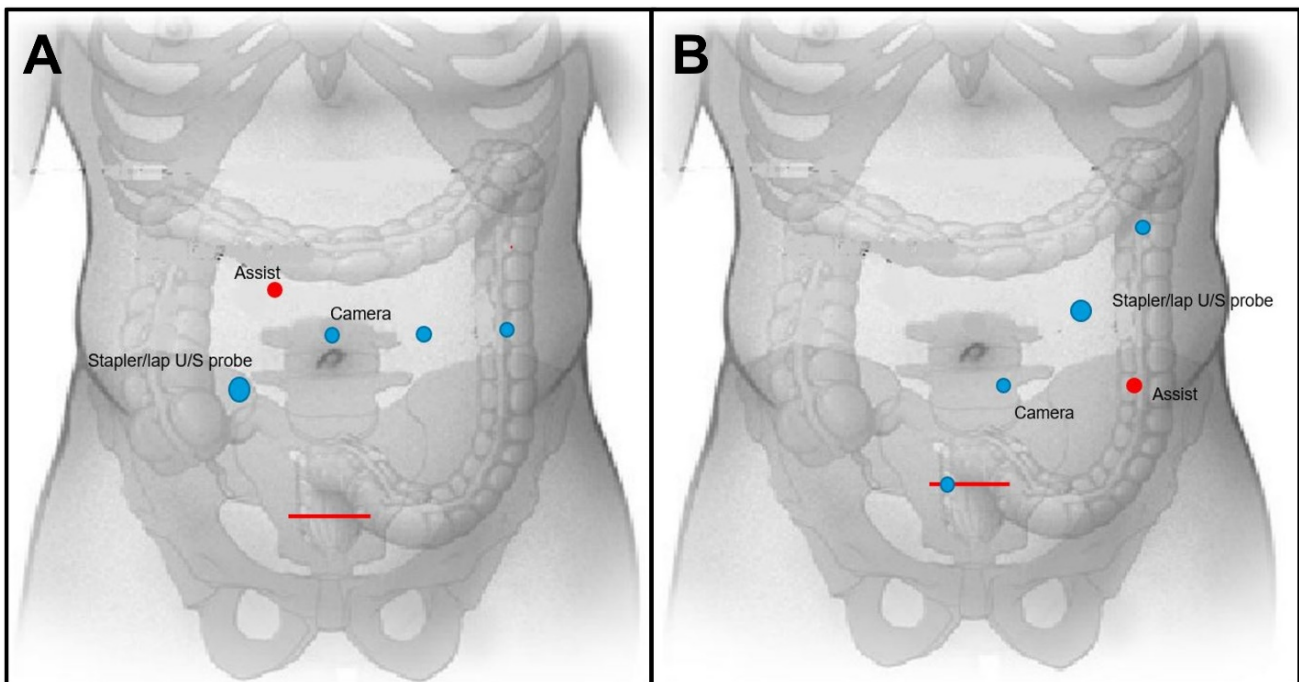 A
Assist
Camera
Stapler/lap U/S probe
B
Stapler/lap U/S probe
Assist
Camera